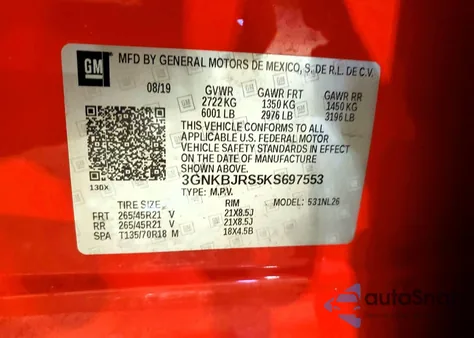 GM
MFD BY GENERAL MOTORS DE MEXICO, S. DE R.L. DE C.V.
08/19 GVWR GAWR FRT GAWR RR
2722 KG 1350 KG 1450 KG
6001 LB 2976 LB 3196 LB
THIS VEHICLE CONFORMS TO ALL
APPLICABLE U.S. FEDERAL MOTOR
VEHICLE SAFETY STANDARDS IN EFFECT
ON THE DATE OF MANUFACTURE
SHOWN ABOVE.
3GNKBJRS5KS697553
130X TYPE: M.P.V. MODEL: 531NL26
TIRE SIZE RIM
FRT 265/45R21 V 21X8.5J
RR 265/45R21 V 21X8.5J
SPA T135/70R18 M 18X4.5B